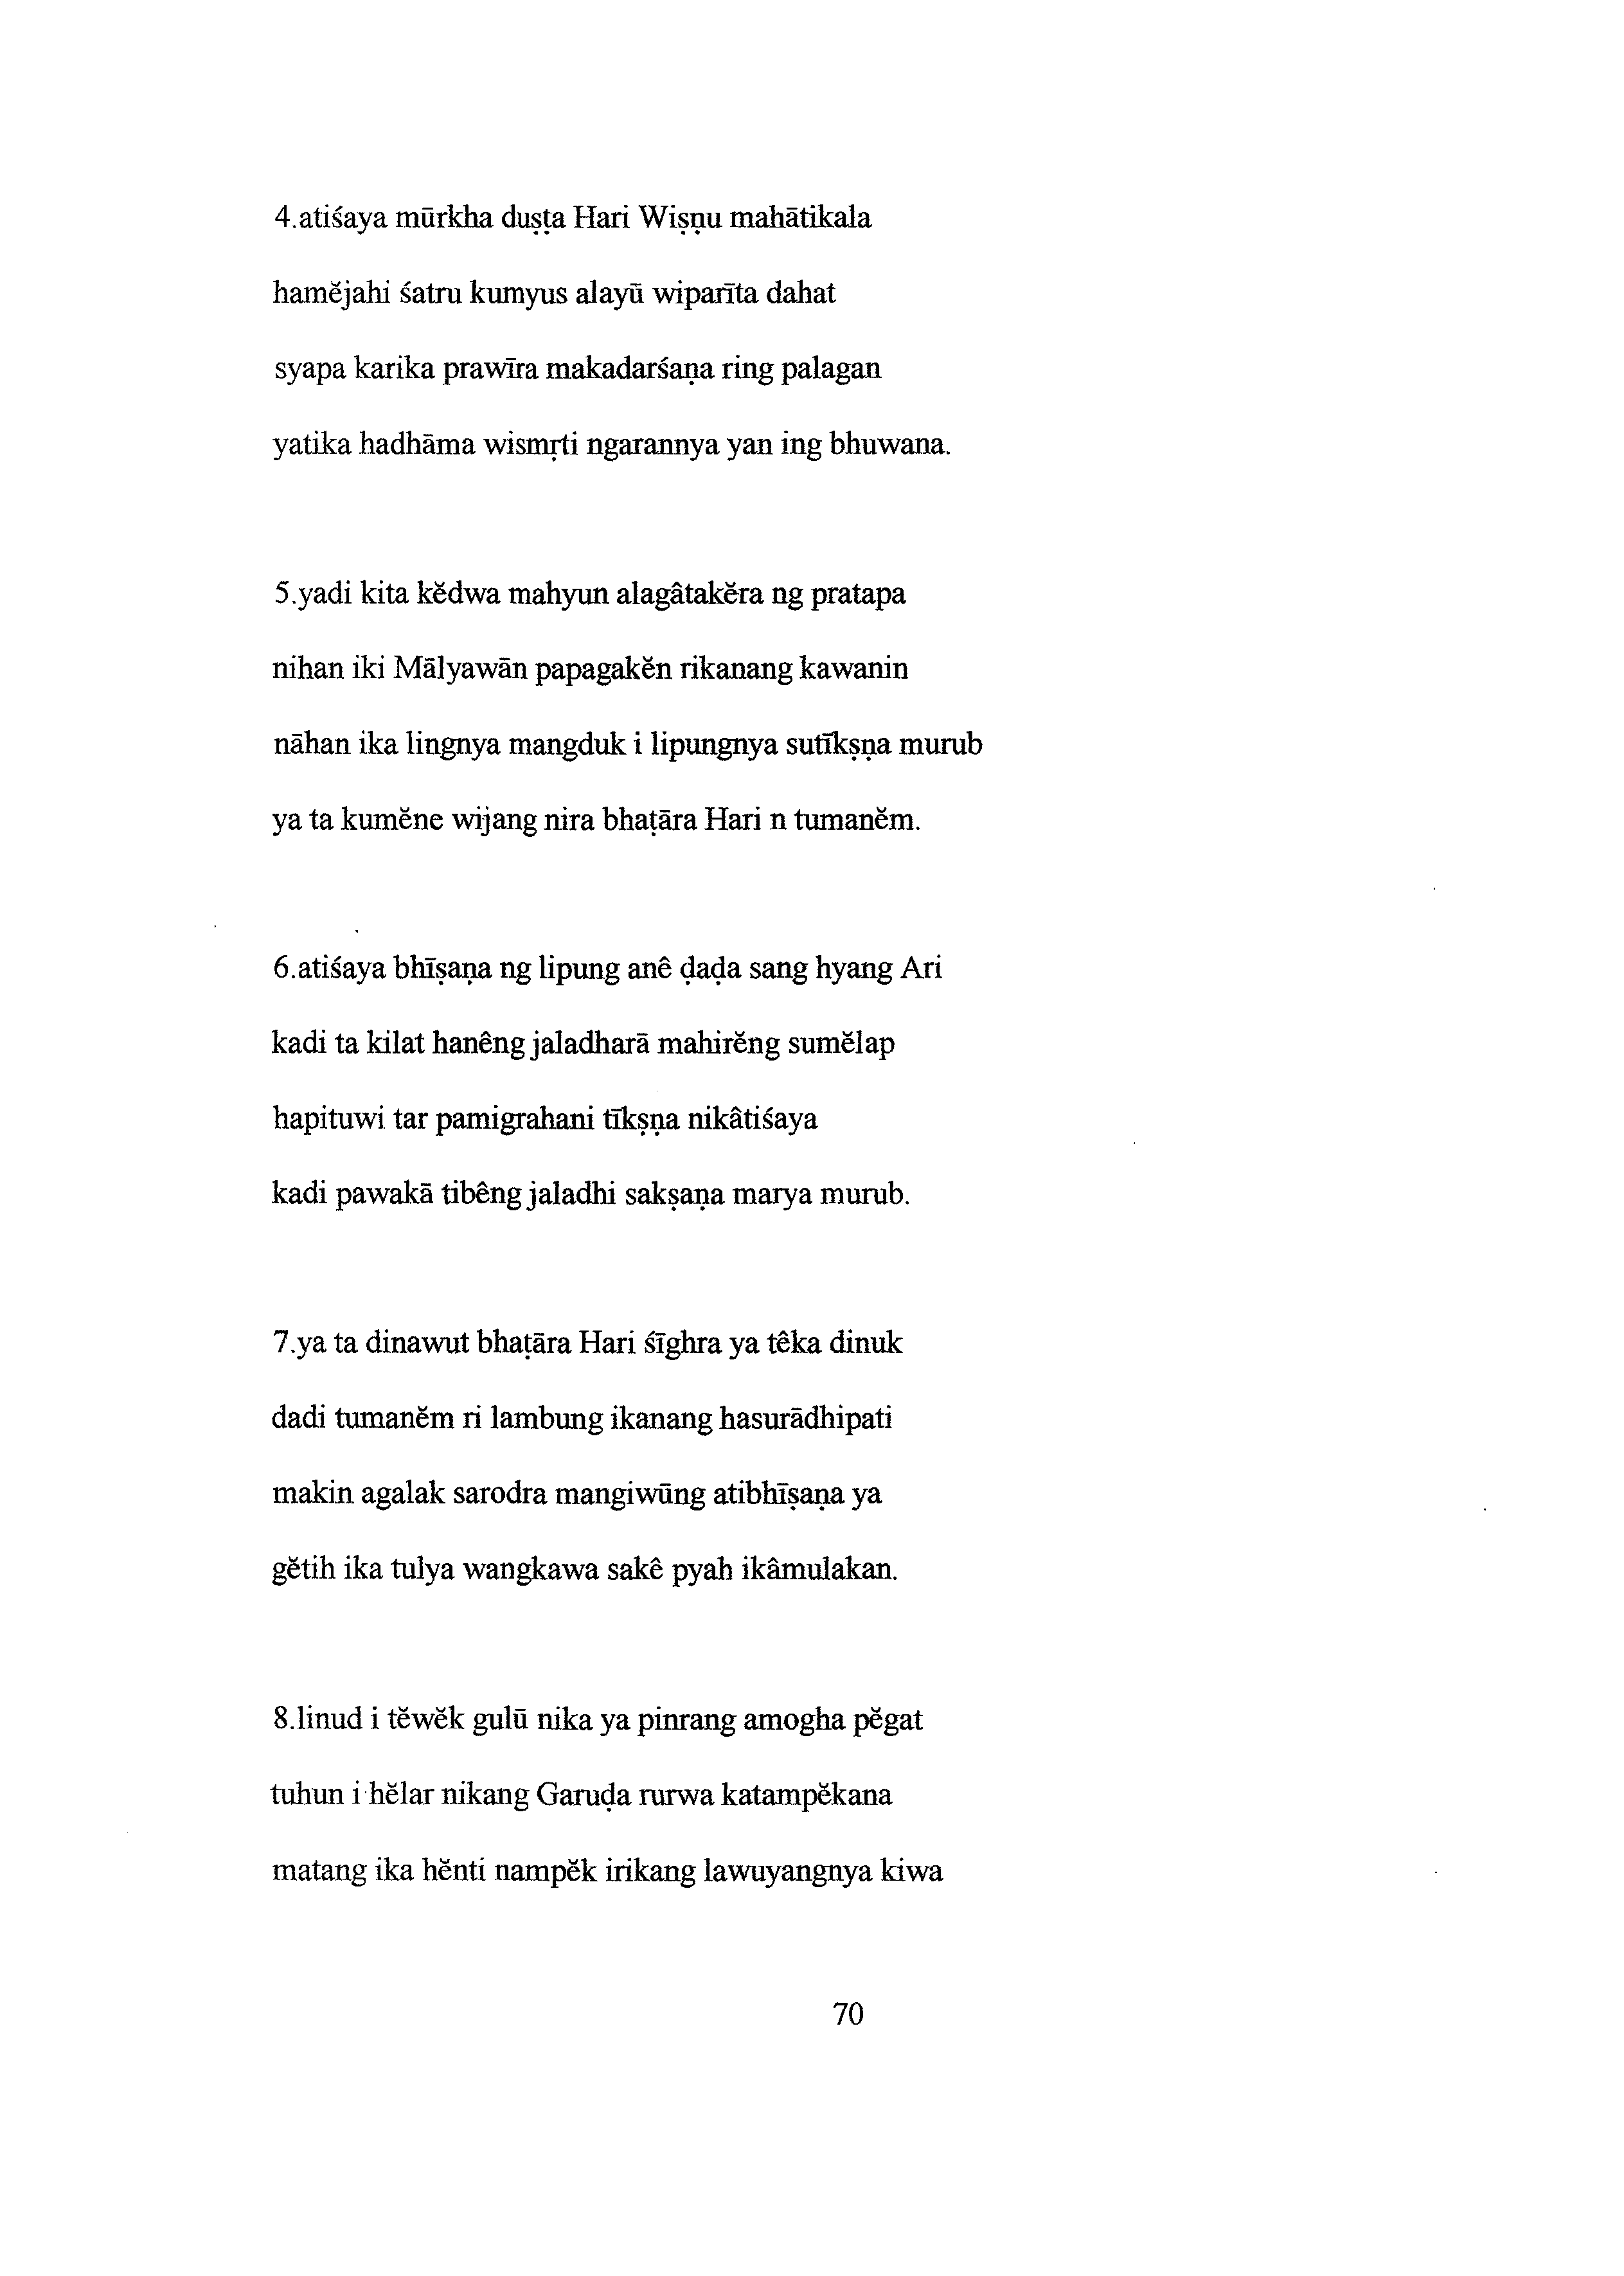 4.atiśaya mūrkha duṣṭa Hari Wiṣṇu mahātikala
hamĕjahi śatru kumyus alayū wiparīta dahat
syapa karika prawīra makadarśaṇa ring palagan
yatika hadhāma wismṛti ngarannya yan ing bhuwana.
5.yadi kita kĕdwa mahyun alagâtakĕra ng pratapa
nihan iki Mālyawān papagakĕn rikanang kawanin
nāhan ika lingnya mangduk i lipungnya sutīkṣṇa murub
ya ta kumĕne wijang nira bhaṭāra Hari n tumanĕm.
6.atiśaya bhīṣaṇa ng lipung anê ḍaḍa sang hyang Ari
kadi ta kilat hanêng jaladharā mahirĕng sumĕlap
hapituwi tar pamigrahani tīkṣṇa nikâtiśaya
kadi pawakā tibêng jaladhi sakṣaṇa marya murub.
7.ya ta dinawut bhaṭāra Hari śīghra ya têka dinuk
dadi tumanĕm ri lambung ikanang hasurādhipati
makin agalak sarodra mangiwūng atibhīṣaṇa ya
gĕtih ika tulya wangkawa sakê pyah ikâmulakan.
8.linud i tĕwĕk gulū nika ya pinrang amogha pĕgat
tuhun i hĕlar nikang Garuḍa rurwa katampĕkana
matang ika hĕnti nampĕk irikang lawuyangnya kiwa
70